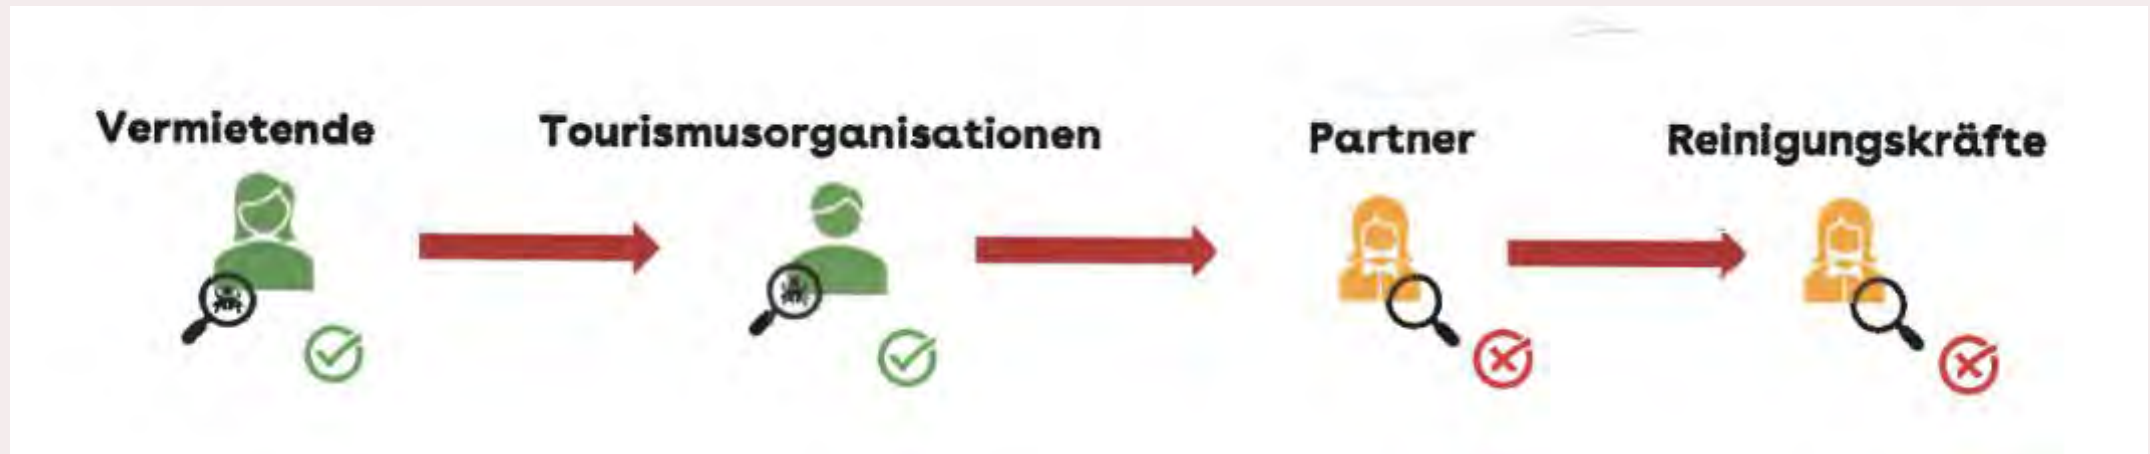 Vermietende
Tourismusorganisationen
Partner
Reinigungskräfte